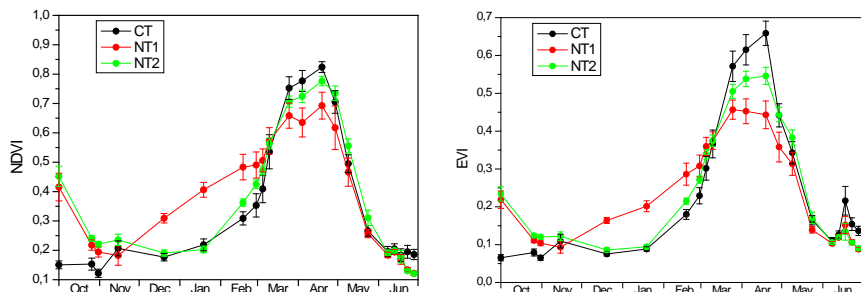 1,0
0,9
0,8
0,7
0,6
0,5
0,4
0,3
0,2
0,1
NDVI
CT
NT1
NT2
Oct Nov Dec Jan Feb Mar Apr May Jun
0,7
0,6
0,5
0,4
0,3
0,2
0,1
0,0
EVI
CT
NT1
NT2
Oct Nov Dec Jan Feb Mar Apr May Jun